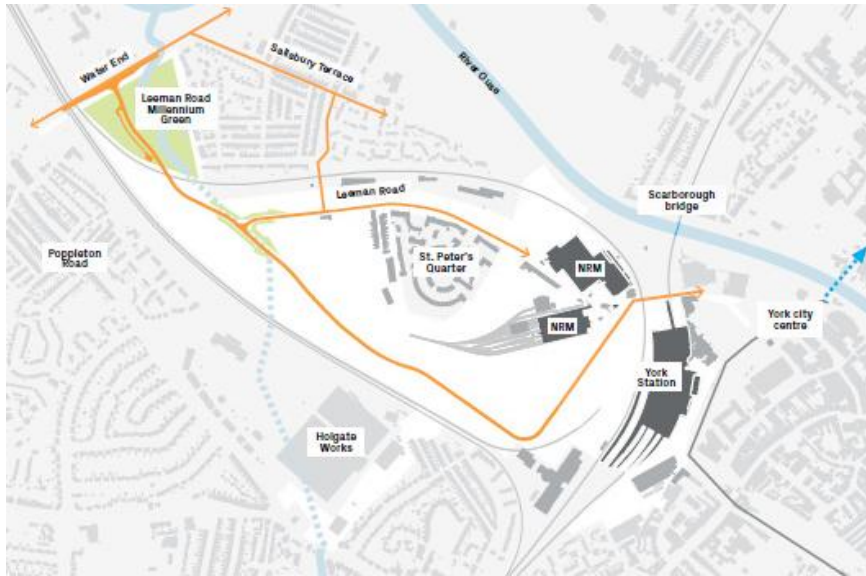 Water End
Salisbury Terrace
River Ouse
Leeman Road
Millennium
Green
Leeman Road
Scarborough
bridge
Poppleton
Road
St. Peter's
Quarter
NRM
NRM
York city
centre
York
Station
Holgate
Works